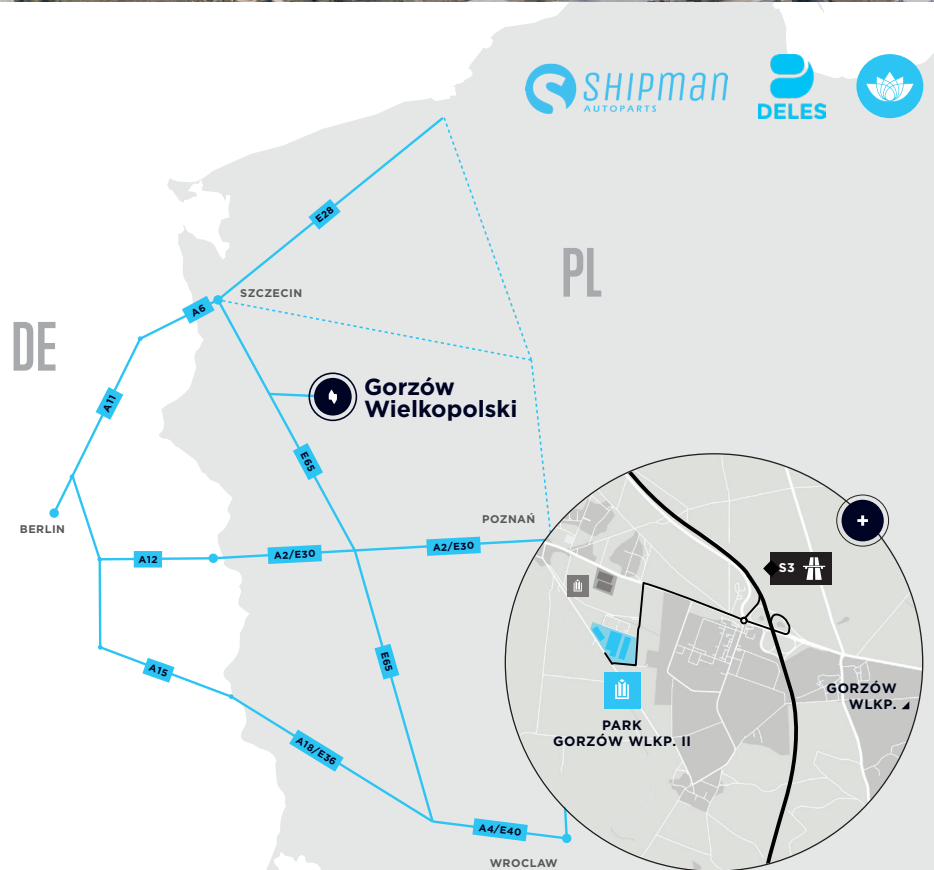 SHIPMAN
AUTOPARTS
DELES
E28
PL
SZCZECIN
A6
DE
Gorzów
Wielkopolski
A11
E65
POZNAŃ
BERLIN
A12
A2/E30
A2/E30
S3
E65
A15
GORZÓW
WLKP.
PARK
GORZÓW WLKP. II
A18/E36
A4/E40
WROCLAW